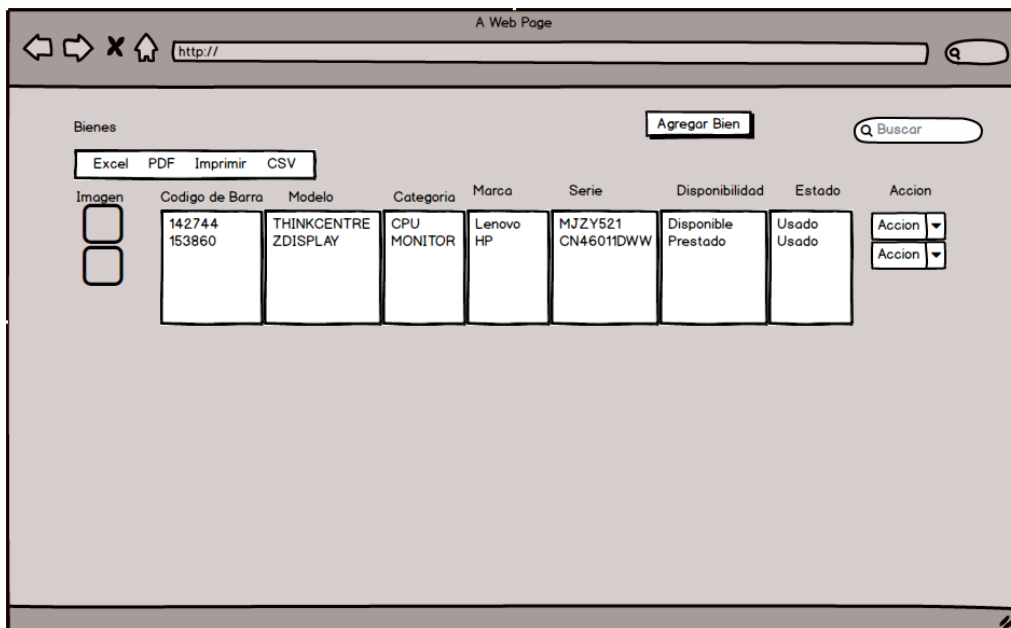 A Web Page
http://
Bienes
Agregar Bien
Buscar
Excel PDF Imprimir CSV
Imagen Codigo de Barra Modelo Categoria Marca Serie Disponibilidad Estado Accion
142744 THINKCENTRE CPU Lenovo MJZY521 Disponible Usado Accion
153860 ZDISPLAY MONITOR HP CN46011DWW Prestado Usado Accion